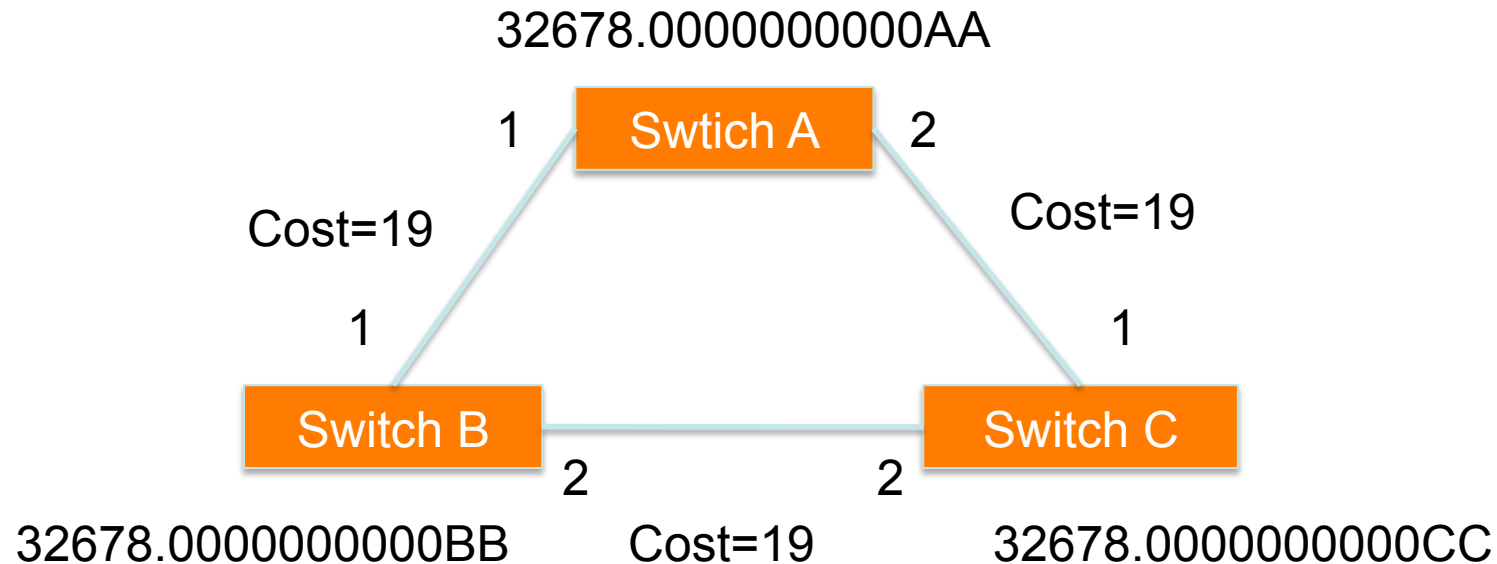 32678.0000000000AA
1 Swtich A 2
Cost=19 Cost=19
1 1
Switch B Switch C
2 2
32678.0000000000BB Cost=19 32678.0000000000CC